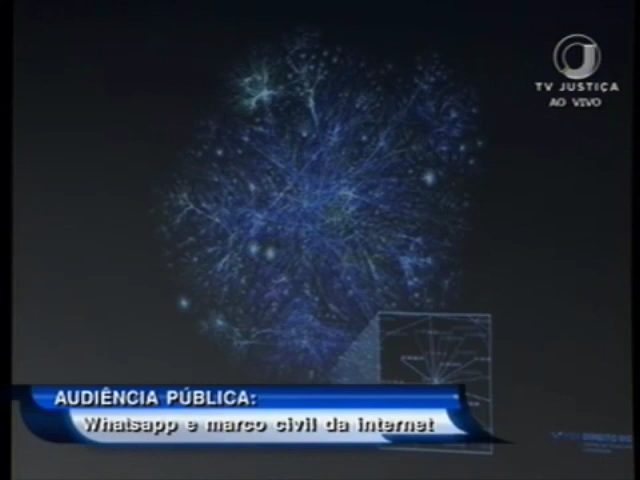 TV JUSTIÇA
AO VIVO
AUDIÊNCIA PÚBLICA:
Whatsapp e marco civil da internet